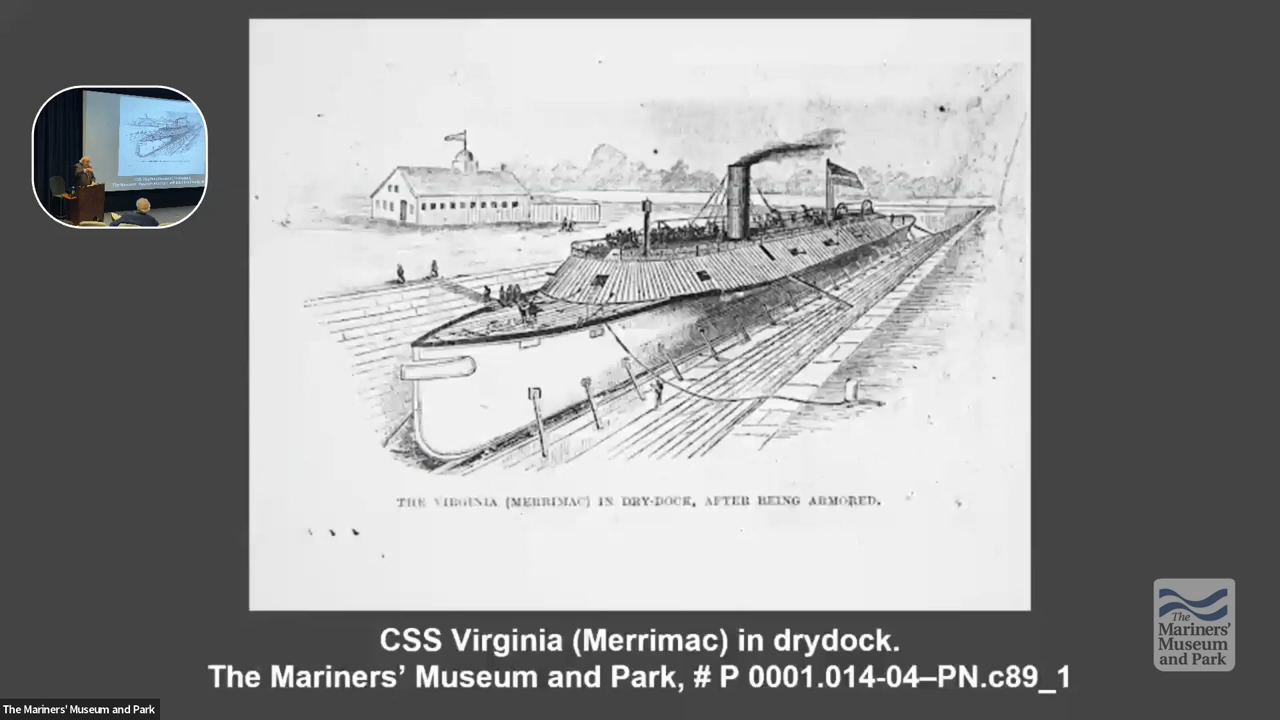 THE VIRGINIA (MERRIMAC) IN DRY-DOCK, AFTER BEING ARMORED.
CSS Virginia (Merrimac) in drydock.
The Mariners’ Museum and Park, # P 0001.014-04–PN.c89_1
The
Mariners’
Museum
and Park
The Mariners' Museum and Park